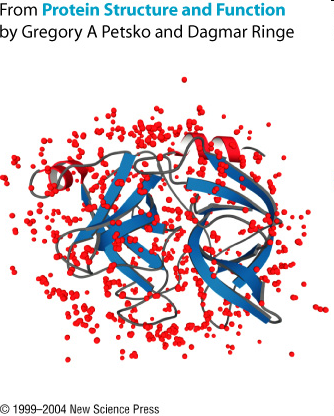 From Protein Structure and Function
by Gregory A Petsko and Dagmar Ringe
© 1999–2004 New Science Press